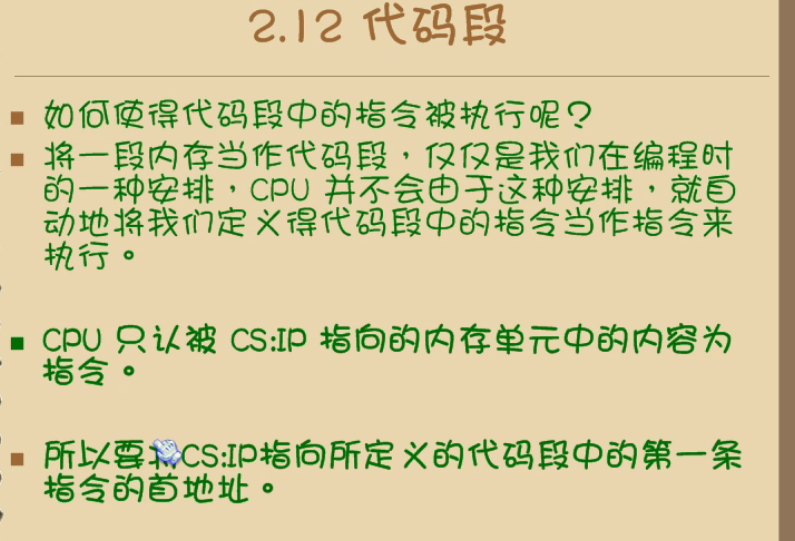 2.12 代码段
如何使得代码段中的指令被执行呢？
将一段内存当作代码段，仅仅是我们在编程时
的一种安排，CPU 并不会由于这种安排，就自
动地将我们定义得代码段中的指令当作指令来
执行。
CPU 只认被 CS:IP 指向的内存单元中的内容为
指令。
所以要将CS:IP指向所定义的代码段中的第一条
指令的首地址。